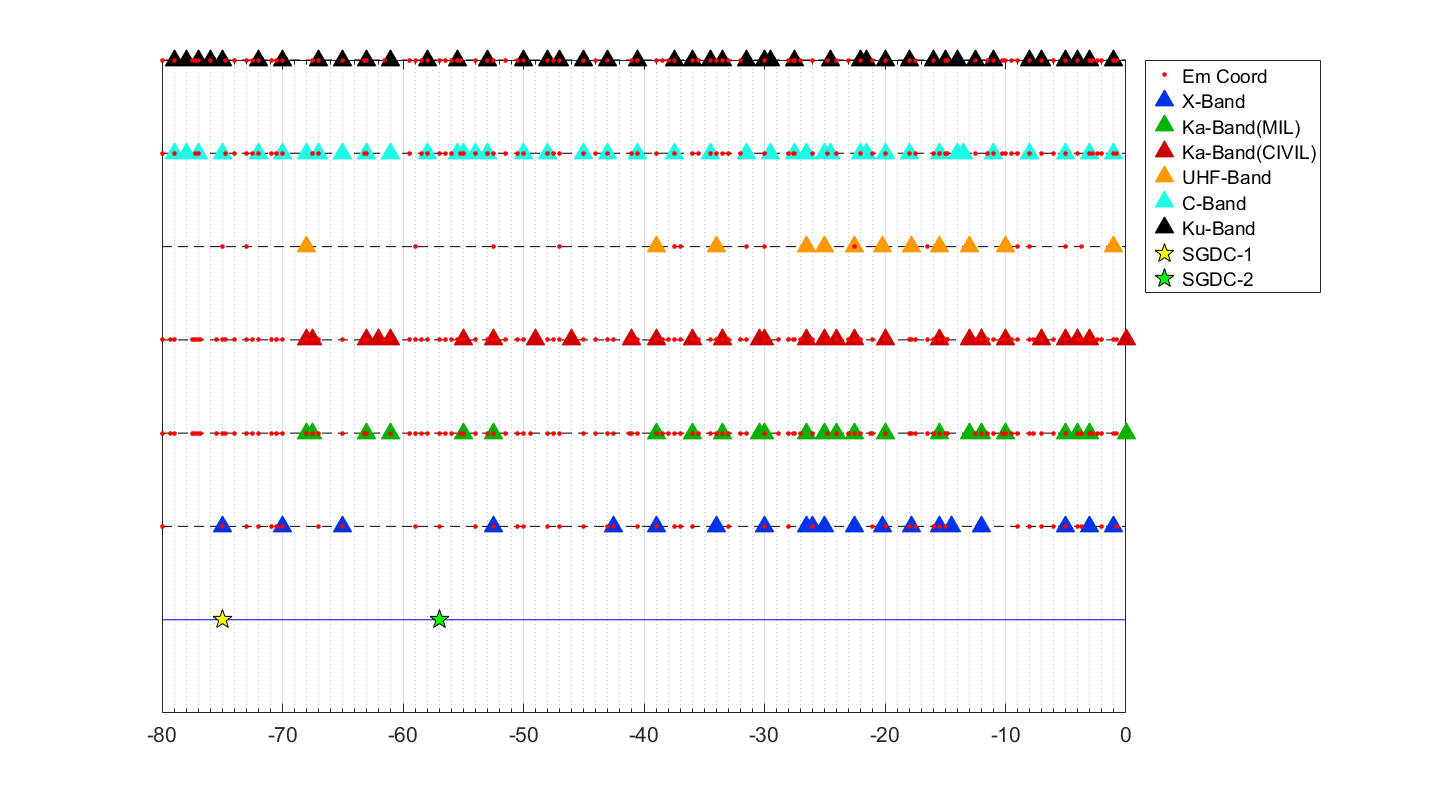 Em Coord
X-Band
Ka-Band(MIL)
Ka-Band(CIVIL)
UHF-Band
C-Band
Ku-Band
SGDC-1
SGDC-2
-80 -70 -60 -50 -40 -30 -20 -10 0